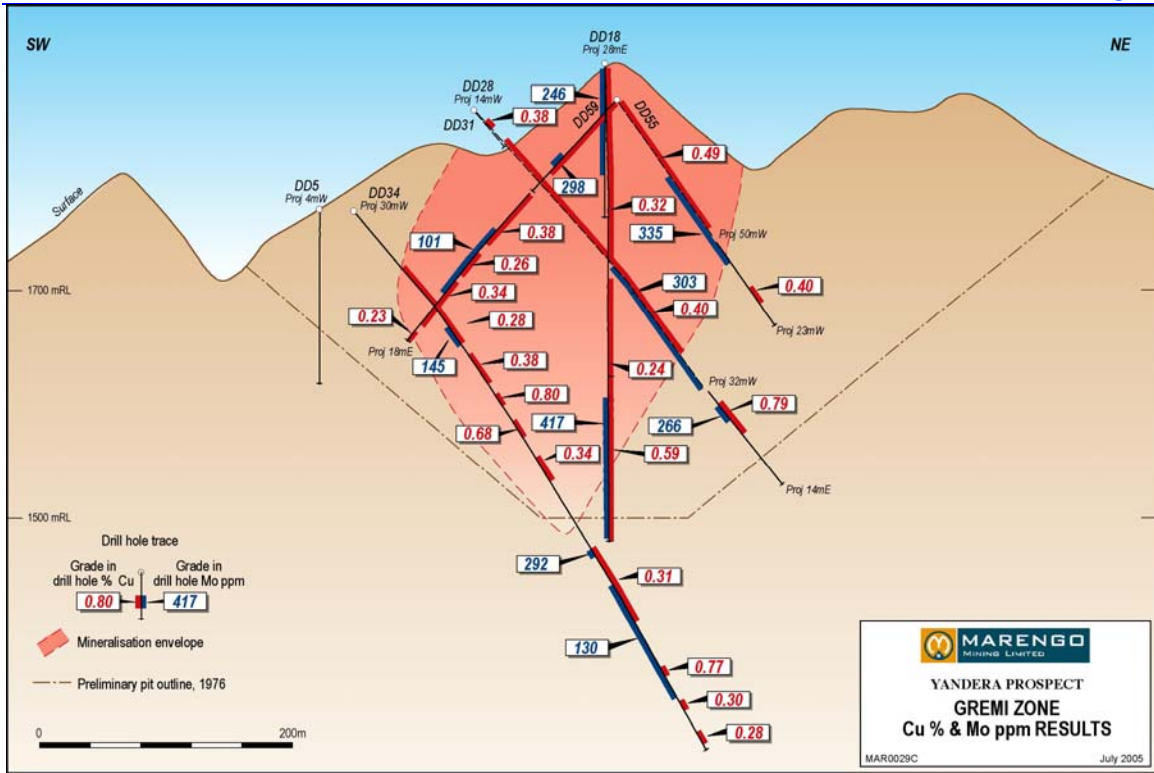 SW
NE
DD18
Proj 28mE
DD28
Proj 14mW
DD31
DD59
DD55
246
0.38
0.49
298
DD5
Proj 4mW
DD34
Proj 30mW
Surface
0.32
335
Proj 50mW
101
0.38
0.26
303
0.40
0.40
1700 mRL
0.34
0.23
0.28
Proj 23mW
Proj 18mE
145
0.38
0.24
Proj 32mW
0.80
0.79
417
266
0.68
0.59
0.34
Proj 14mE
1500 mRL
Drill hole trace
Grade in drill hole % Cu
Grade in drill hole Mo ppm
0.80
417
292
0.31
Mineralisation envelope
130
Preliminary pit outline, 1976
0.77
0.30
0.28
0
200m
MARENGO
MINING LIMITED
YANDERA PROSPECT
GREMI ZONE
Cu % & Mo ppm RESULTS
MAR0029C
July 2005